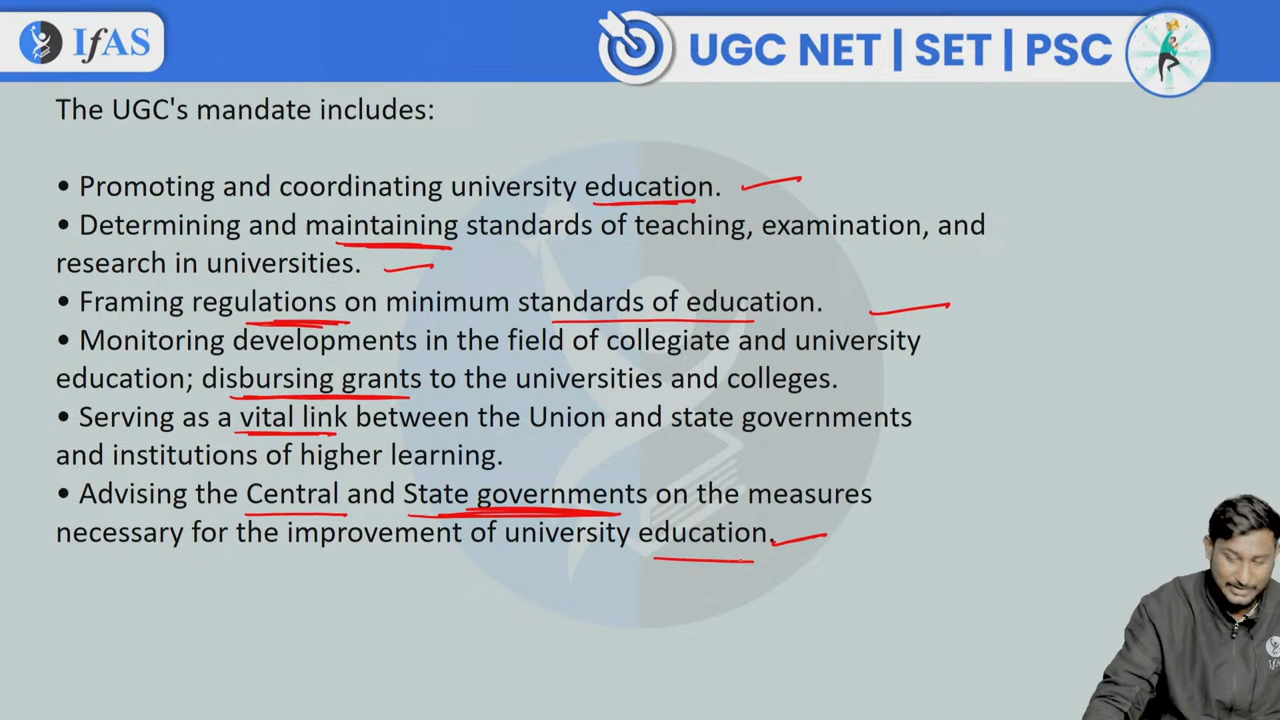 IfAS
UGC NET | SET | PSC
The UGC's mandate includes:
• Promoting and coordinating university education.
• Determining and maintaining standards of teaching, examination, and
research in universities.
• Framing regulations on minimum standards of education.
• Monitoring developments in the field of collegiate and university
education; disbursing grants to the universities and colleges.
• Serving as a vital link between the Union and state governments
and institutions of higher learning.
• Advising the Central and State governments on the measures
necessary for the improvement of university education.
IfAS